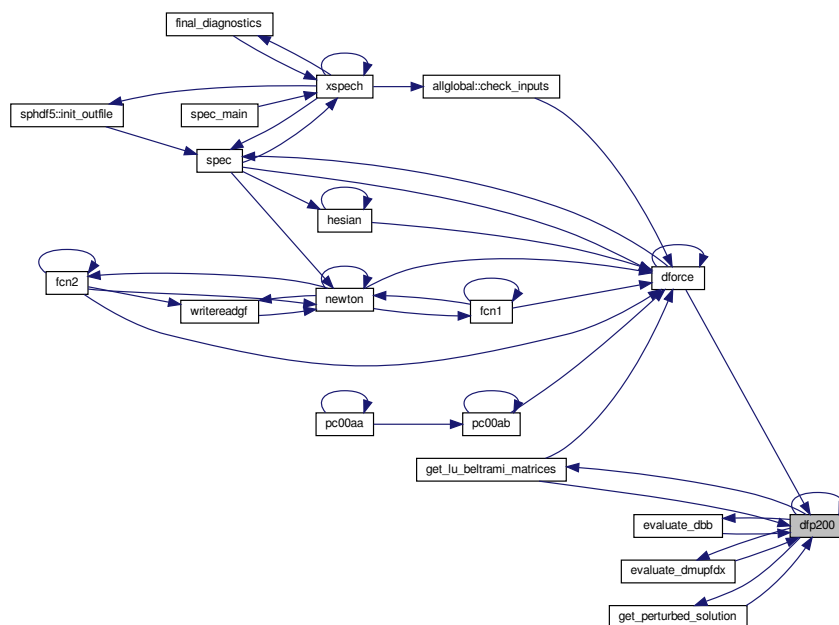 final_diagnostics
xspech
allglobal::check_inputs
sphdf5::init_outfile
spec_main
spec
hesian
dforce
fcn2
newton
writereadgf
fcn1
pc00aa
pc00ab
get_lu_beltrami_matrices
evaluate_dbb
dfp200
evaluate_dmupfdx
get_perturbed_solution